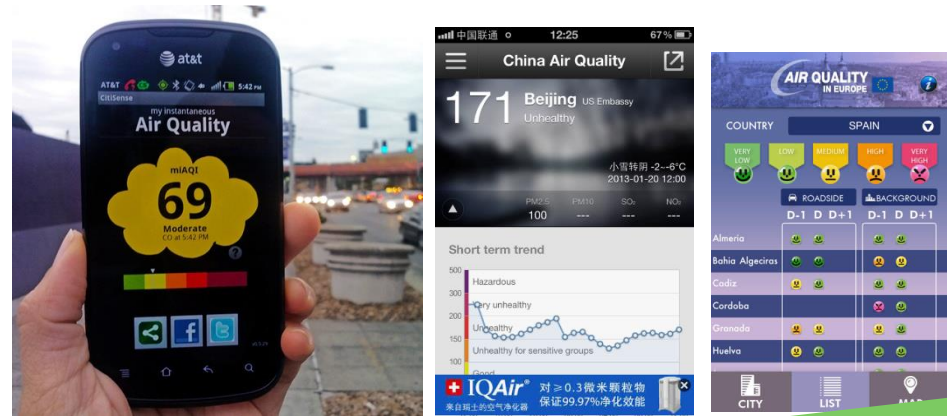 at&t
AT&T 5:42 PM
CitiSense
my instantaneous
Air Quality
miAQI
69
Moderate
CO at 5:42 PM
?
f
中国联通 12:25 67%
China Air Quality
171 Beijing US Embassy
Unhealthy
小雪转阴 -2~-6°C
2013-01-20 12:00
PM2.5 PM10 SO₂ NO₂
100 --- --- ---
Short term trend
500
Hazardous
300
Very unhealthy
200
Unhealthy
150
Unhealthy for sensitive groups
100
Good
IQAir®
来自瑞士的空气净化器
对≥0.3微米颗粒物
保证99.97%净化效能
AIR QUALITY
IN EUROPE
i
COUNTRY SPAIN
VERY LOW
LOW
MEDIUM
HIGH
VERY HIGH
ROADSIDE BACKGROUND
D-1 D D+1 D-1 D D+1
Almeria
Bahia Algeciras
Cadiz
Cordoba
Granada
Huelva
CITY LIST MAP